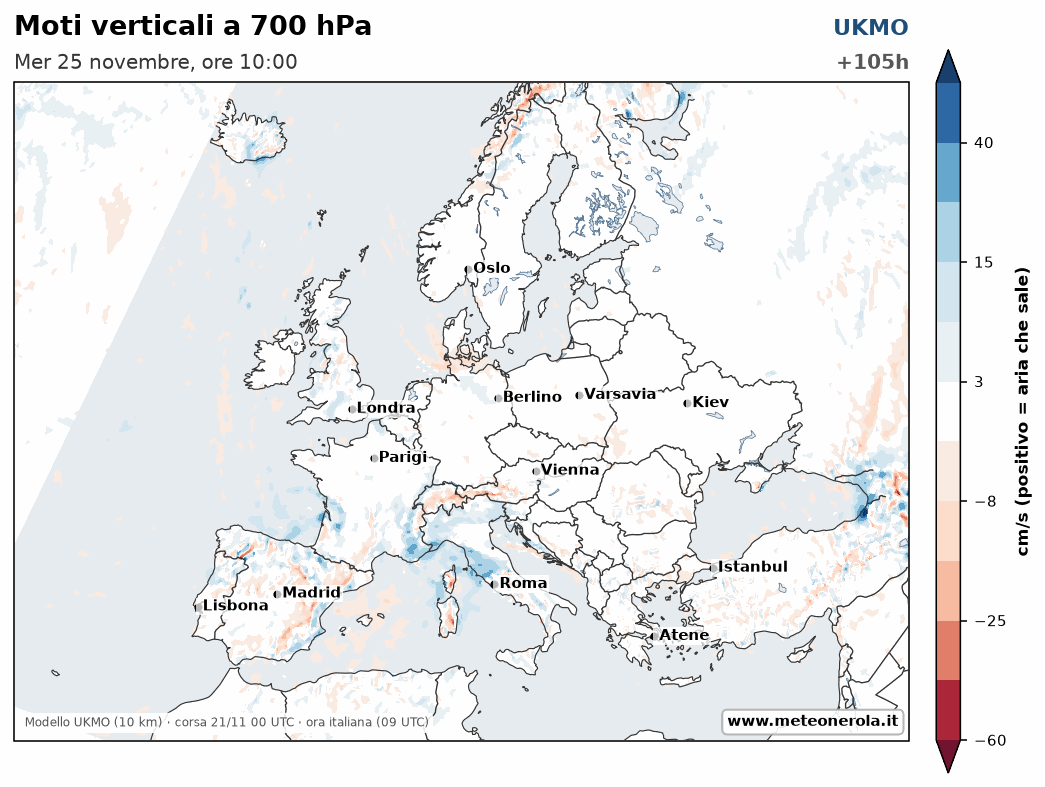 Moti verticali a 700 hPa
UKMO
Mer 25 novembre, ore 10:00
+105h
40
15
3
−8
−25
−60
cm/s (positivo = aria che sale)
Oslo
Berlino
Varsavia
Kiev
Londra
Parigi
Vienna
Istanbul
Roma
Madrid
Lisbona
Atene
Modello UKMO (10 km) · corsa 21/11 00 UTC · ora italiana (09 UTC)
www.meteonerola.it